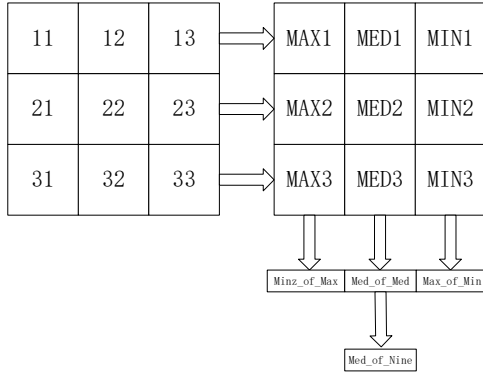 11 12 13 MAX1 MED1 MIN1
21 22 23 MAX2 MED2 MIN2
31 32 33 MAX3 MED3 MIN3
Minz_of_Max Med_of_Med Max_of_Min
Med_of_Nine